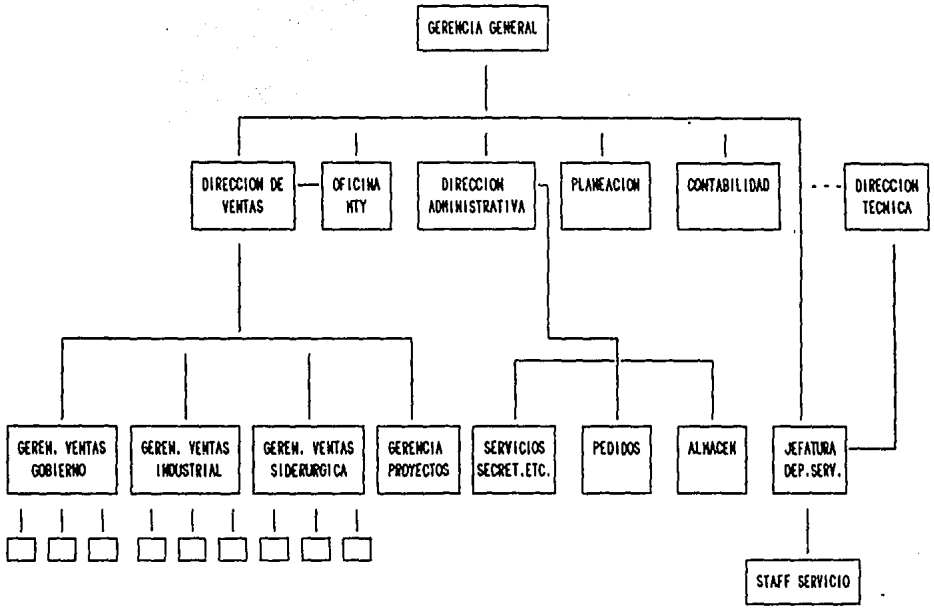 GERENCIA GENERAL
DIRECCION DE
VENTAS
OFICINA
MTY
DIRECCION
ADMINISTRATIVA
PLANEACION
CONTABILIDAD
DIRECCION
TECNICA
GEREN. VENTAS
GOBIERNO
GEREN. VENTAS
INDUSTRIAL
GEREN. VENTAS
SIDERURGICA
GERENCIA
PROYECTOS
SERVICIOS
SECRET.ETC.
PEDIDOS
ALMACEN
JEFATURA
DEP.SERV.
STAFF SERVICIO